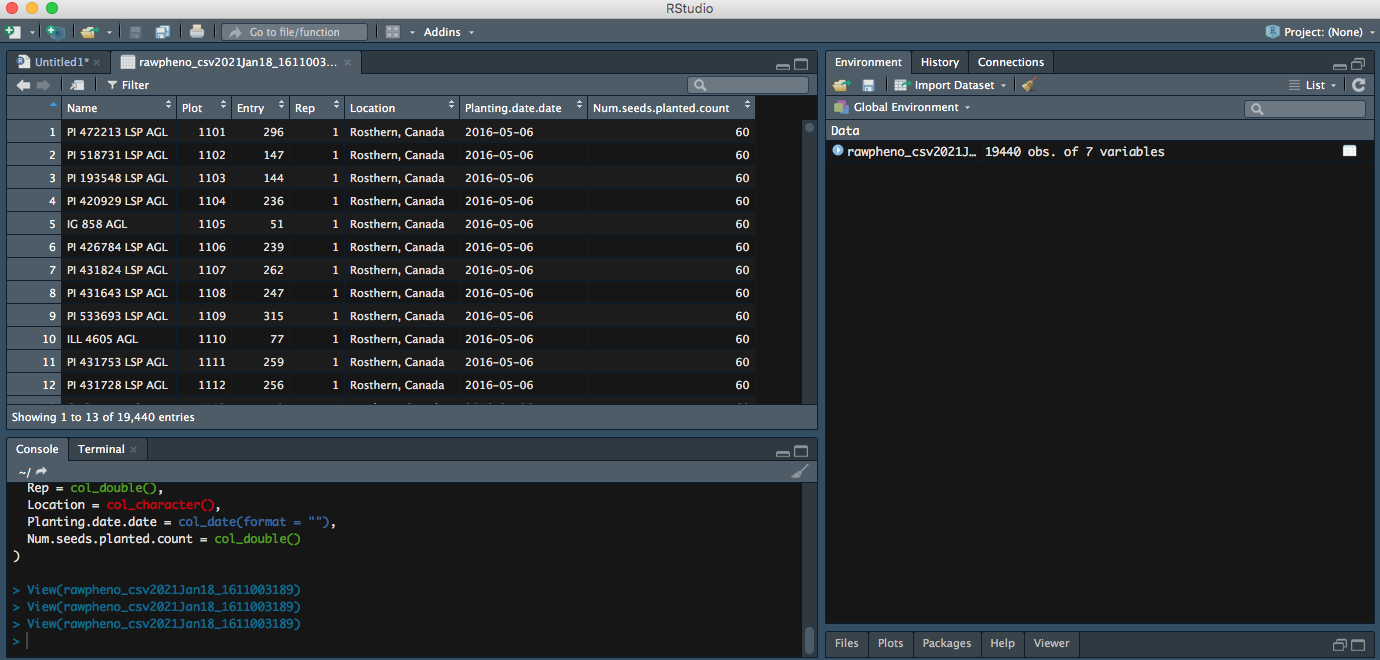 RStudio
Go to file/function Addins Project: (None)
Untitled1* rawpheno_csv2021Jan18_1611003...
Filter
Name Plot Entry Rep Location Planting.date.date Num.seeds.planted.count
1 PI 472213 LSP AGL 1101 296 1 Rosthern, Canada 2016-05-06 60
2 PI 518731 LSP AGL 1102 147 1 Rosthern, Canada 2016-05-06 60
3 PI 193548 LSP AGL 1103 144 1 Rosthern, Canada 2016-05-06 60
4 PI 420929 LSP AGL 1104 236 1 Rosthern, Canada 2016-05-06 60
5 IG 858 AGL 1105 51 1 Rosthern, Canada 2016-05-06 60
6 PI 426784 LSP AGL 1106 239 1 Rosthern, Canada 2016-05-06 60
7 PI 431824 LSP AGL 1107 262 1 Rosthern, Canada 2016-05-06 60
8 PI 431643 LSP AGL 1108 247 1 Rosthern, Canada 2016-05-06 60
9 PI 533693 LSP AGL 1109 315 1 Rosthern, Canada 2016-05-06 60
10 ILL 4605 AGL 1110 77 1 Rosthern, Canada 2016-05-06 60
11 PI 431753 LSP AGL 1111 259 1 Rosthern, Canada 2016-05-06 60
12 PI 431728 LSP AGL 1112 256 1 Rosthern, Canada 2016-05-06 60
Showing 1 to 13 of 19,440 entries
Console Terminal
~/
Rep = col_double(),
Location = col_character(),
Planting.date.date = col_date(format = ""),
Num.seeds.planted.count = col_double()
)
> View(rawpheno_csv2021Jan18_1611003189)
> View(rawpheno_csv2021Jan18_1611003189)
> View(rawpheno_csv2021Jan18_1611003189)
>
Environment History Connections
Import Dataset List
Global Environment
Data
rawpheno_csv2021J... 19440 obs. of 7 variables
Files Plots Packages Help Viewer